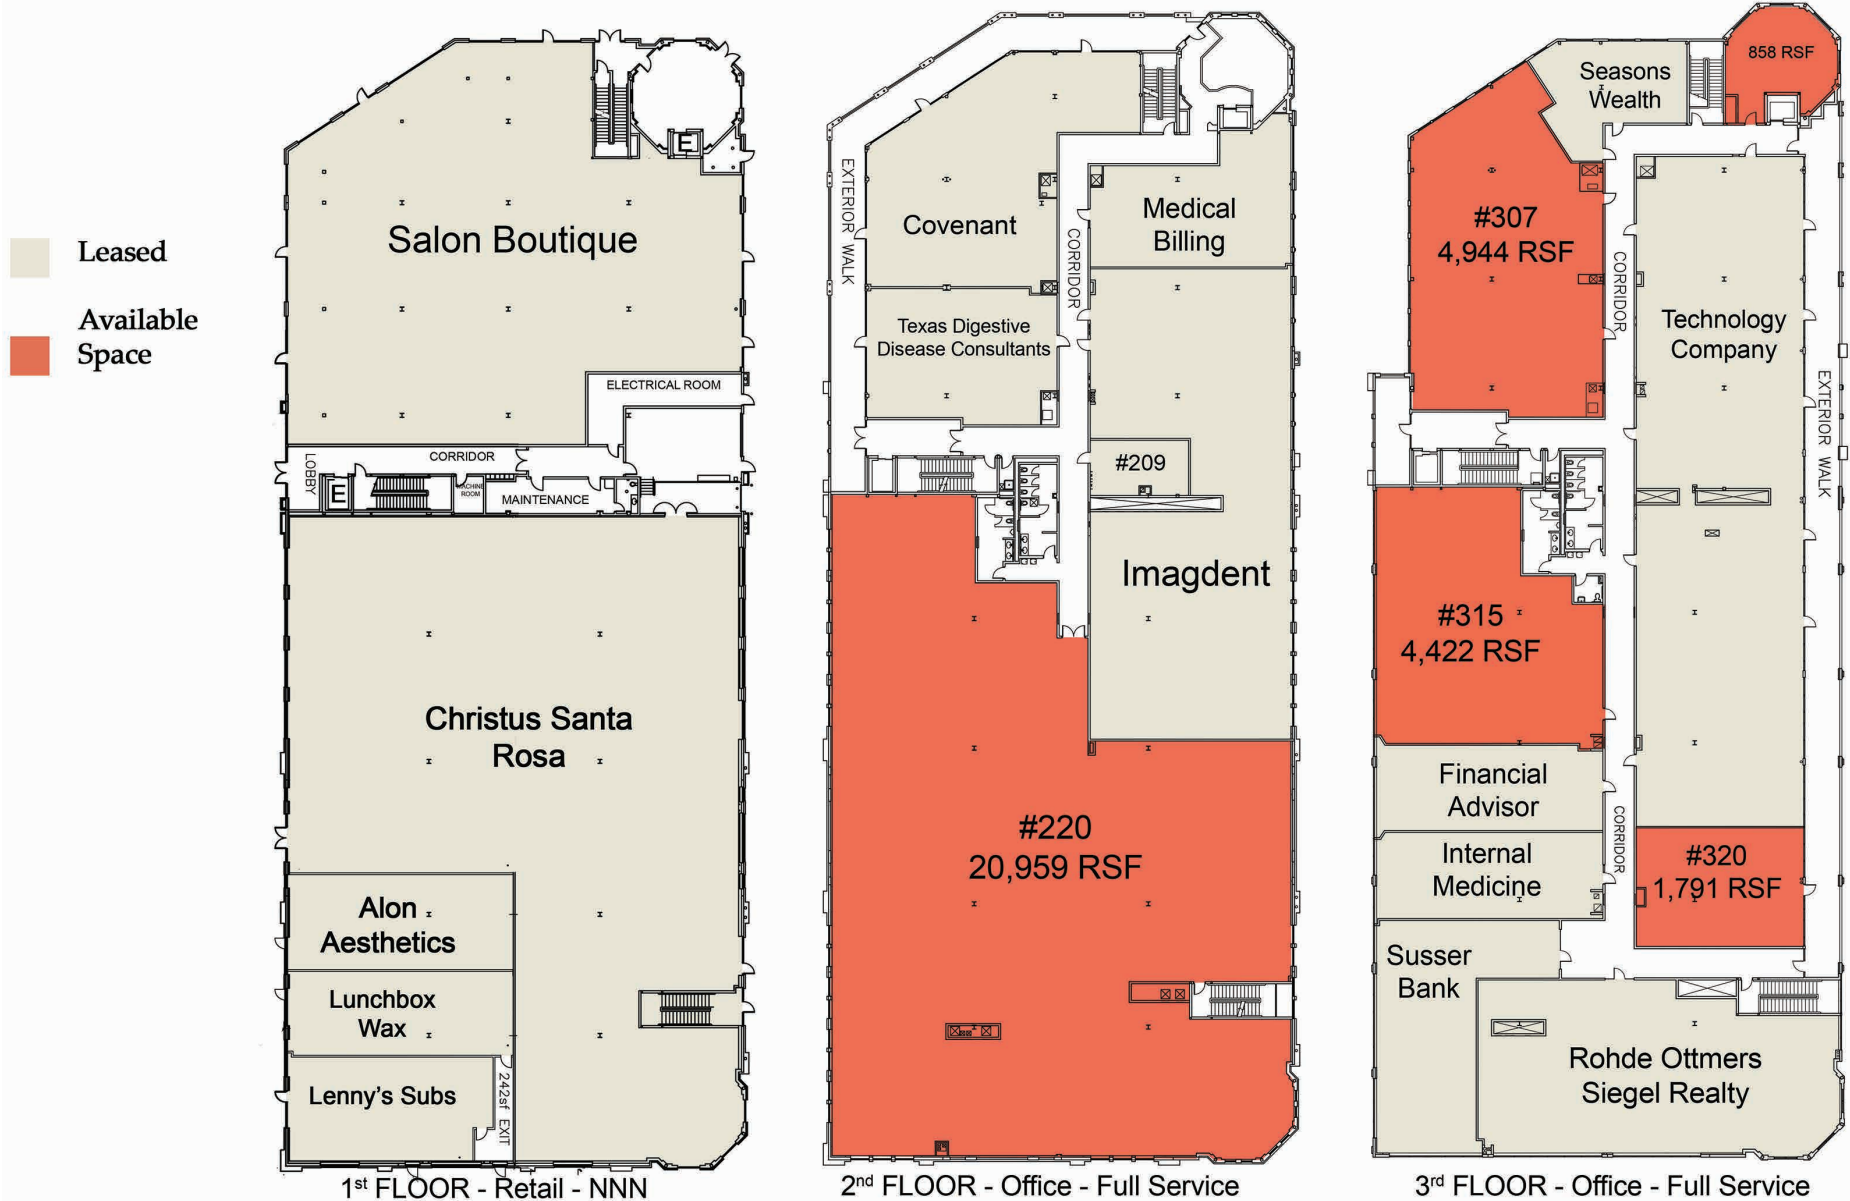 Leased
Available
Space
Salon Boutique
E
ELECTRICAL ROOM
CORRIDOR
LOBBY
E
MACHINE
ROOM
MAINTENANCE
Christus Santa
Rosa
Alon
Aesthetics
Lunchbox
Wax
Lenny's Subs
242sf EXIT
1st FLOOR - Retail - NNN
EXTERIOR WALK
Covenant
CORRIDOR
Medical
Billing
Texas Digestive
Disease Consultants
#209
Imagdent
#220
20,959 RSF
2nd FLOOR - Office - Full Service
858 RSF
Seasons
Wealth
#307
4,944 RSF
CORRIDOR
Technology
Company
EXTERIOR WALK
#315
4,422 RSF
Financial
Advisor
CORRIDOR
Internal
Medicine
#320
1,791 RSF
Susser
Bank
Rohde Ottmers
Siegel Realty
3rd FLOOR - Office - Full Service